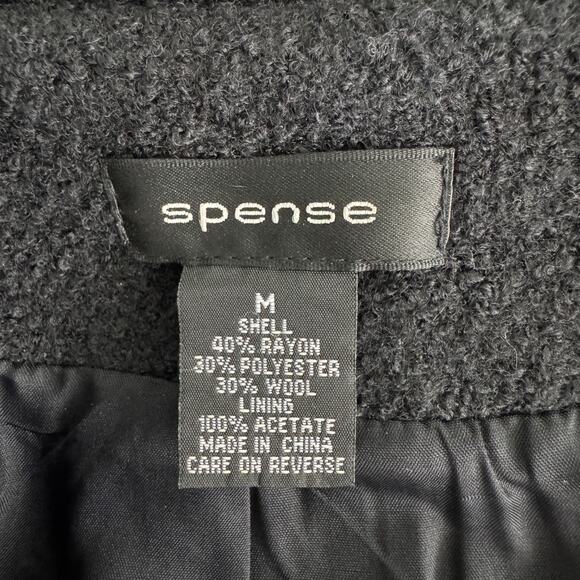 spense
M
SHELL
40% RAYON
30% POLYESTER
30% WOOL
LINING
100% ACETATE
MADE IN CHINA
CARE ON REVERSE